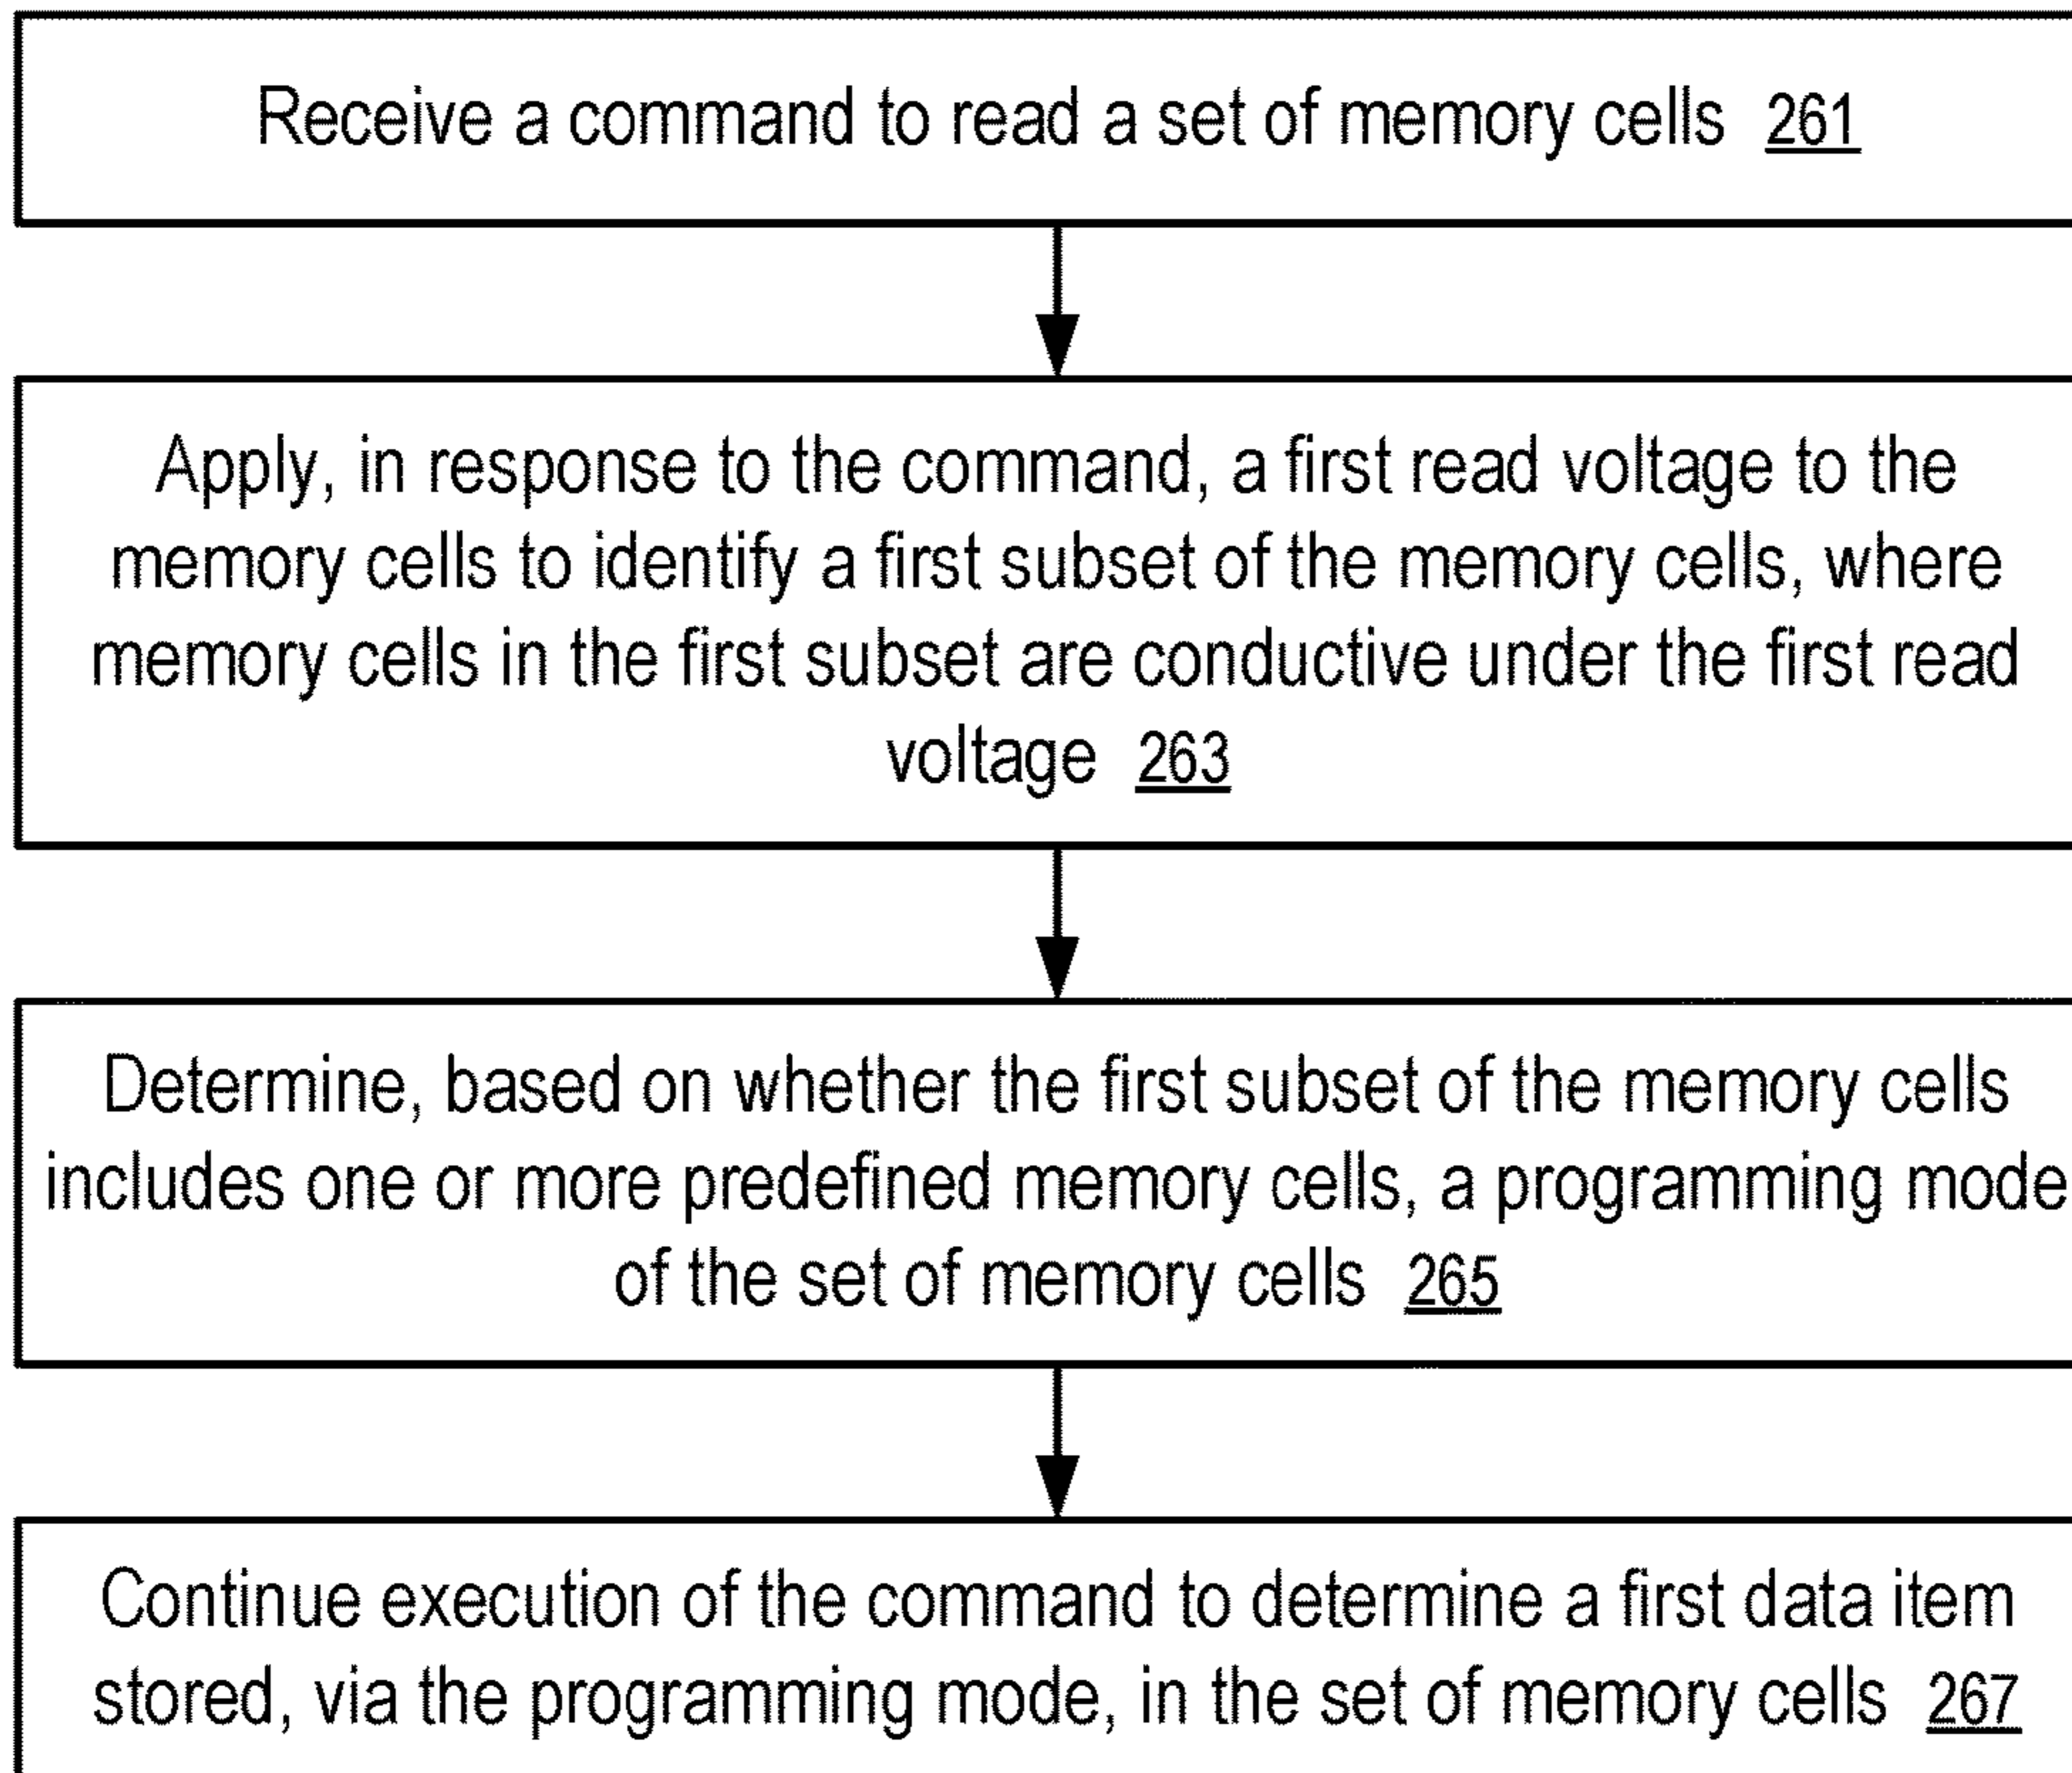 Receive a command to read a set of memory cells 261
Apply, in response to the command, a first read voltage to the
memory cells to identify a first subset of the memory cells, where
memory cells in the first subset are conductive under the first read
voltage 263
Determine, based on whether the first subset of the memory cells
includes one or more predefined memory cells, a programming mode
of the set of memory cells 265
Continue execution of the command to determine a first data item
stored, via the programming mode, in the set of memory cells 267